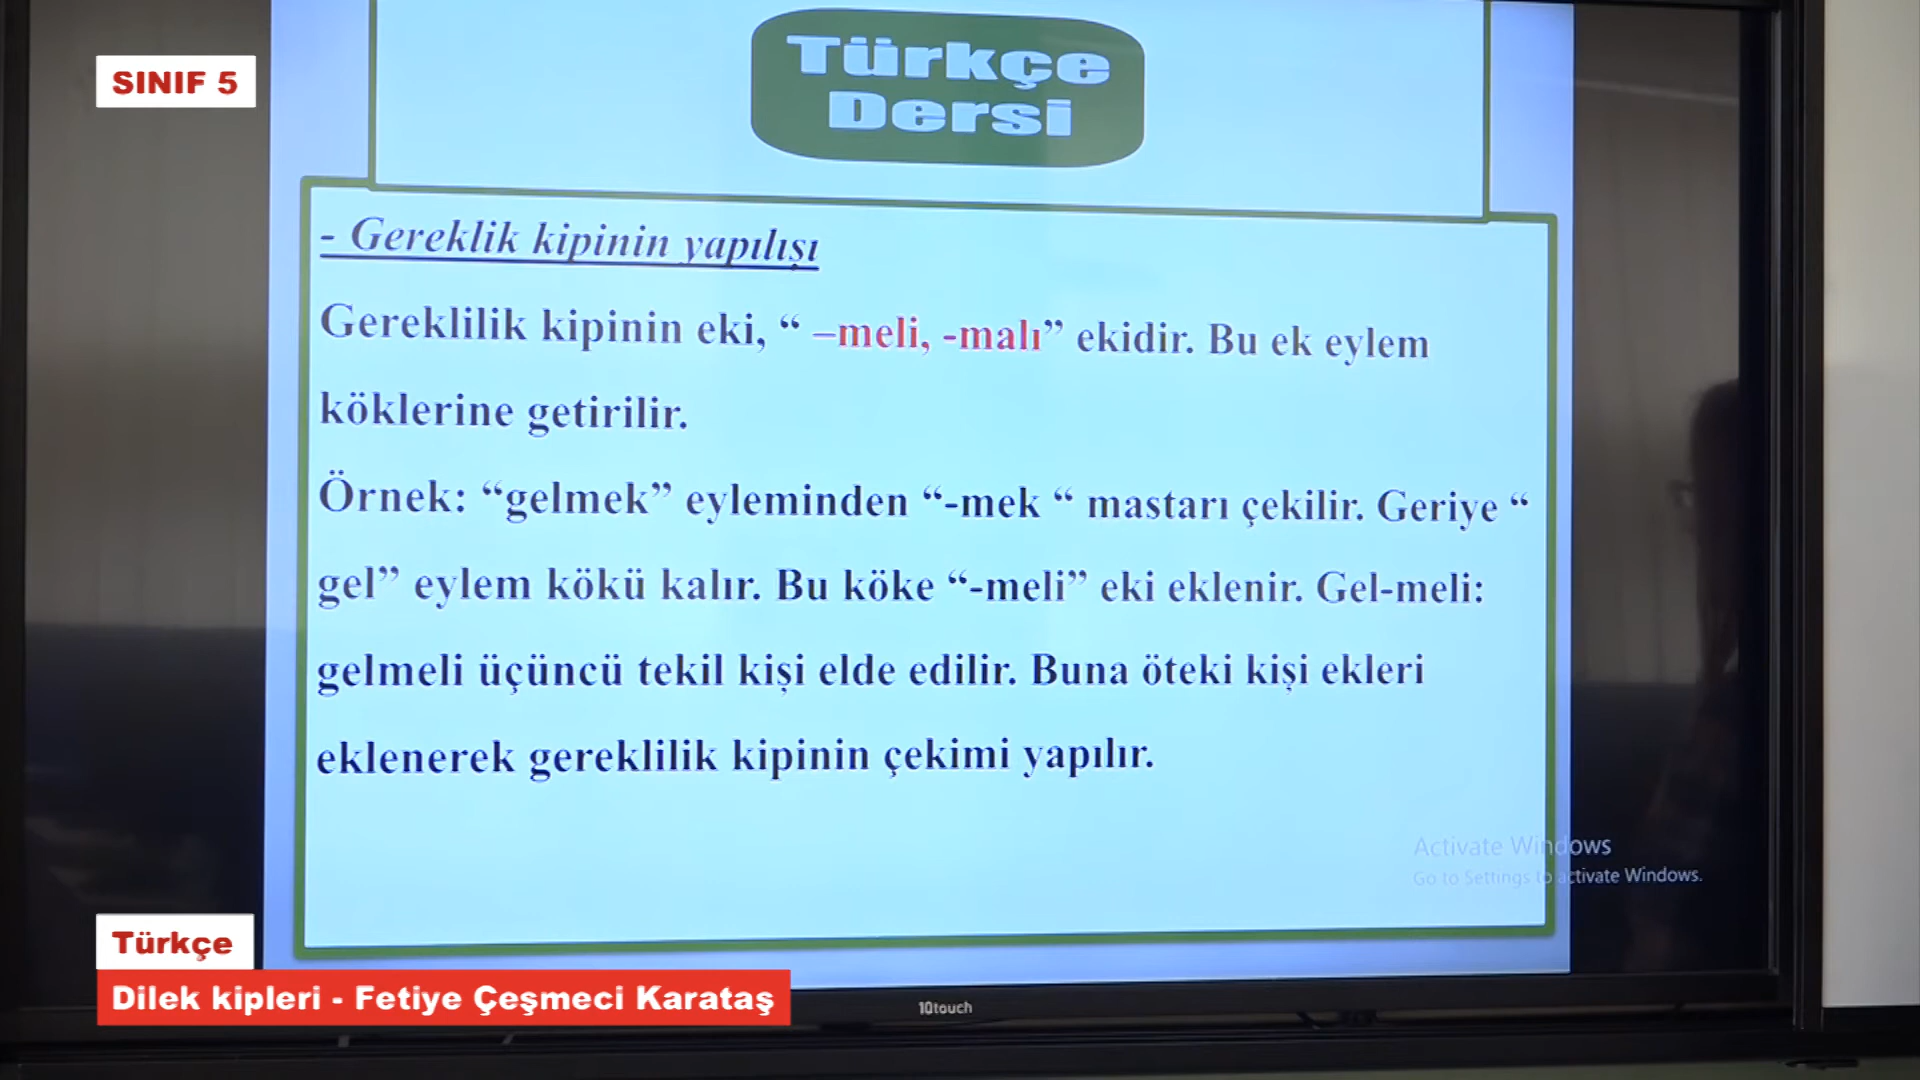 SINIF 5
Türkçe
Dersi
- Gereklik kipinin yapılışı
Gereklilik kipinin eki, “ –meli, -malı” ekidir. Bu ek eylem
köklerine getirilir.
Örnek: “gelmek” eyleminden “-mek “ mastarı çekilir. Geriye “
gel” eylem kökü kalır. Bu köke “-meli” eki eklenir. Gel-meli:
gelmeli üçüncü tekil kişi elde edilir. Buna öteki kişi ekleri
eklenerek gereklilik kipinin çekimi yapılır.
Activate Windows
Go to Settings to activate Windows.
Türkçe
Dilek kipleri - Fetiye Çeşmeci Karataş
10touch